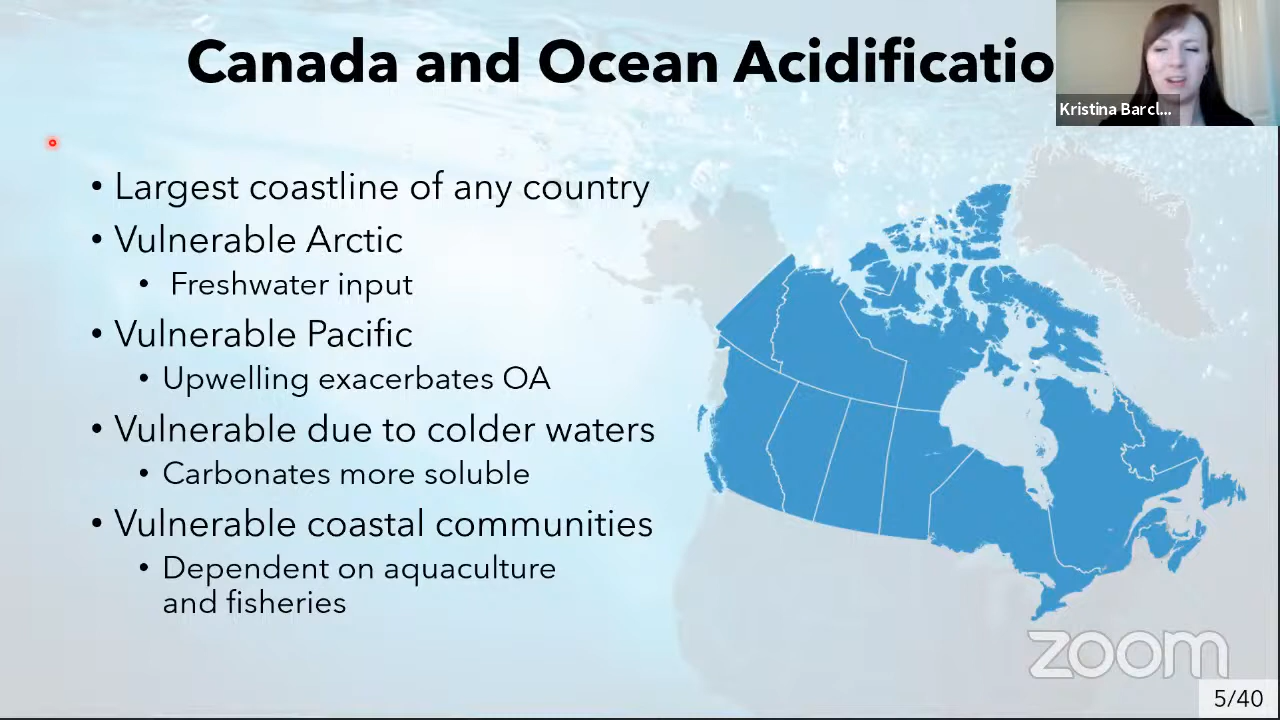 Canada and Ocean Acidificatio
Kristina Barcl...
• Largest coastline of any country
• Vulnerable Arctic
• Freshwater input
• Vulnerable Pacific
• Upwelling exacerbates OA
• Vulnerable due to colder waters
• Carbonates more soluble
• Vulnerable coastal communities
• Dependent on aquaculture
and fisheries
zoom
5/40